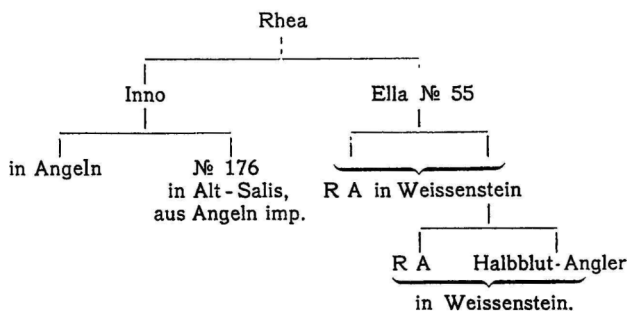 Rhea
Inno Ella № 55
in Angeln № 176 R A in Weissenstein
in Alt - Salis,
aus Angeln imp.
R A Halbblut-Angler
in Weissenstein.